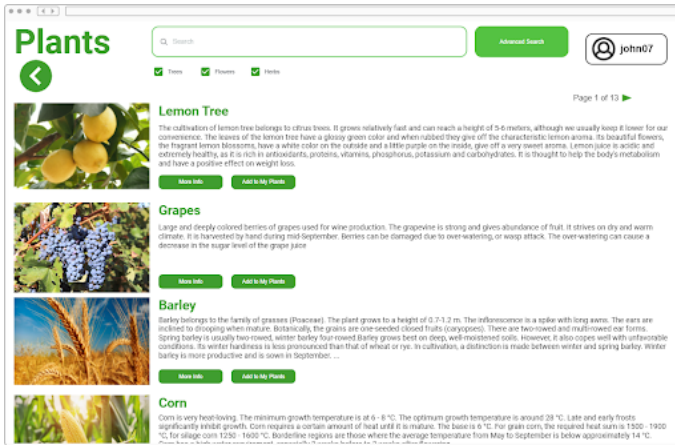 Plants
Search
Advanced Search
john07
Trees
Flowers
Herbs
Page 1 of 13
Lemon Tree
The cultivation of lemon tree belongs to citrus trees. It grows relatively fast and can reach a height of 5-6 meters, although we usually keep it lower for our
convenience. The leaves of the lemon tree have a glossy green color and when rubbed they give off the characteristic lemon aroma. Its beautiful flowers,
the fragrant lemon blossoms, have a white color on the outside and a little purple on the inside, give off a very sweet aroma. Lemon juice is acidic and
extremely healthy, as it is rich in antioxidants, proteins, vitamins, phosphorus, potassium and carbohydrates. It is thought to help the body's metabolism
and have a positive effect on weight loss.
More Info
Add to My Plants
Grapes
Large and deeply colored berries of grapes used for wine production. The grapevine is strong and gives abundance of fruit. It strives on dry and warm
climate. It is harvested by hand during mid-September. Berries can be damaged due to over-watering, or wasp attack. The over-watering can cause a
decrease in the sugar level of the grape juice
More Info
Add to My Plants
Barley
Barley belongs to the family of grasses (Poaceae). The plant grows to a height of 0.7-1.2 m. The inflorescence is a spike with long awns. The ears are
inclined to drooping when mature. Botanically, the grains are one-seeded closed fruits (caryopses). There are two-rowed and multi-rowed ear forms.
Spring barley is usually two-rowed, winter barley four-rowed.Barley grows best on deep, well-moistened soils. However, it also copes well with unfavorable
conditions. Its winter hardiness is less pronounced than that of wheat or rye. In cultivation, a distinction is made between winter and spring barley. Winter
barley is more productive and is sown in September. ...
More Info
Add to My Plants
Corn
Corn is very heat-loving. The minimum growth temperature is at 6 - 8 °C. The optimum growth temperature is around 28 °C. Late and early frosts
significantly inhibit growth. Corn requires a certain amount of heat until it is mature. The base is 6 °C. For grain corn, the required heat sum is 1500 - 1900
°C, for silage corn 1250 - 1600 °C. Borderline regions are those where the average temperature from May to September is below approximately 14 °C.